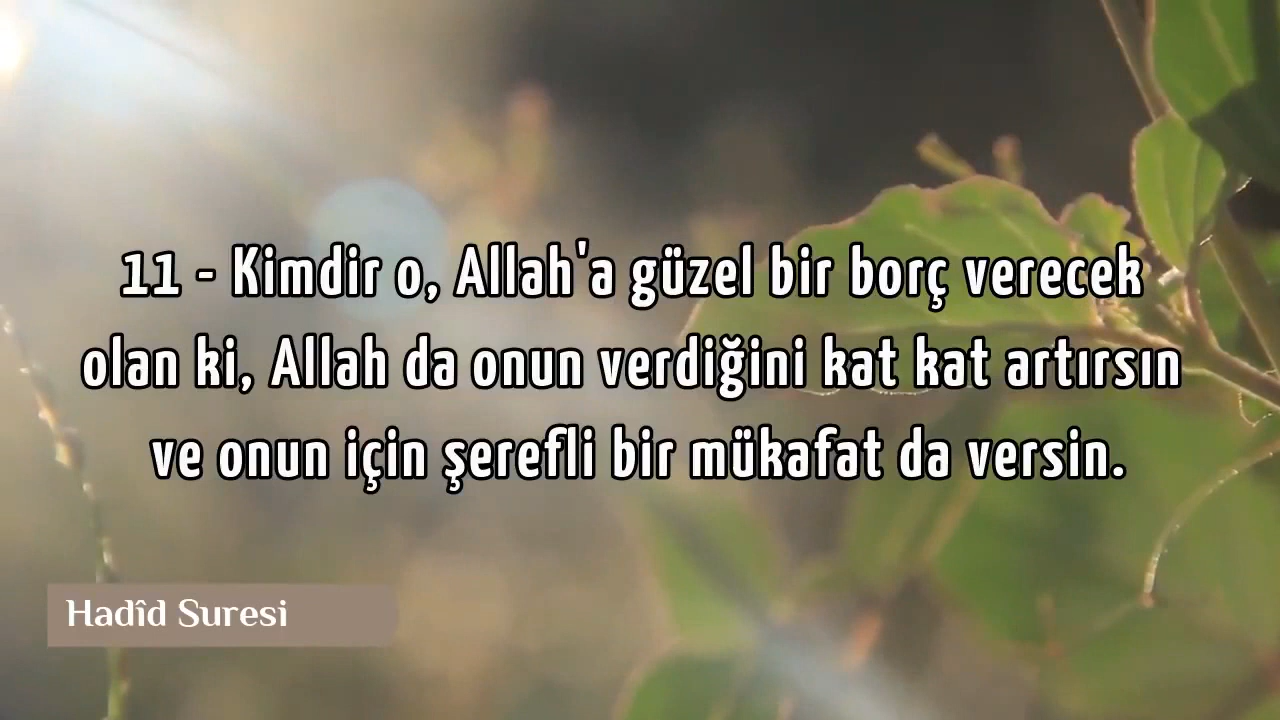 11 - Kimdir o, Allah'a güzel bir borç verecek
olan ki, Allah da onun verdiğini kat kat artırsın
ve onun için şerefli bir mükafat da versin.
Hadîd Suresi